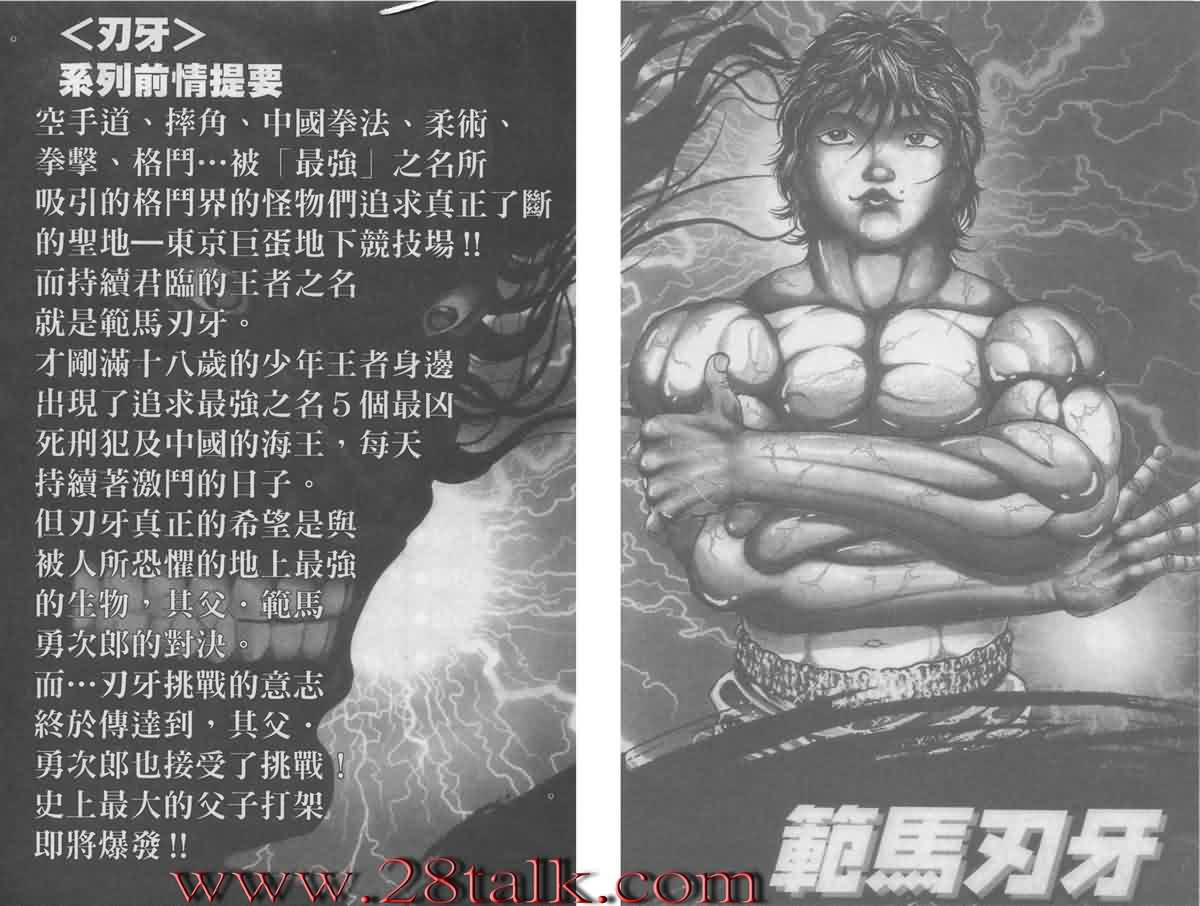 ＜刃牙＞
系列前情提要
空手道、摔角、中國拳法、柔術、
拳擊、格鬥…被「最強」之名所
吸引的格鬥界的怪物們追求真正了斷
的聖地—東京巨蛋地下競技場!!
而持續君臨的王者之名
就是範馬刃牙。
才剛滿十八歲的少年王者身邊
出現了追求最強之名5個最凶
死刑犯及中國的海王，每天
持續著激鬥的日子。
但刃牙真正的希望是與
被人所恐懼的地上最強
的生物，其父·範馬
勇次郎的對決。
而…刃牙挑戰的意志
終於傳達到，其父·
勇次郎也接受了挑戰！
史上最大的父子打架
即將爆發!!
範馬刃牙
www.28talk.com